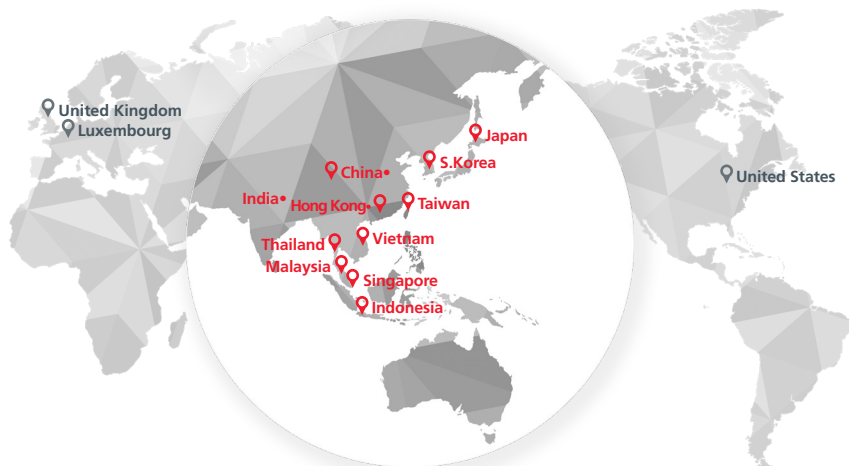 United Kingdom
Luxembourg
Japan
S.Korea
China•
United States
India•
Hong Kong•
Taiwan
Thailand
Vietnam
Malaysia
Singapore
Indonesia